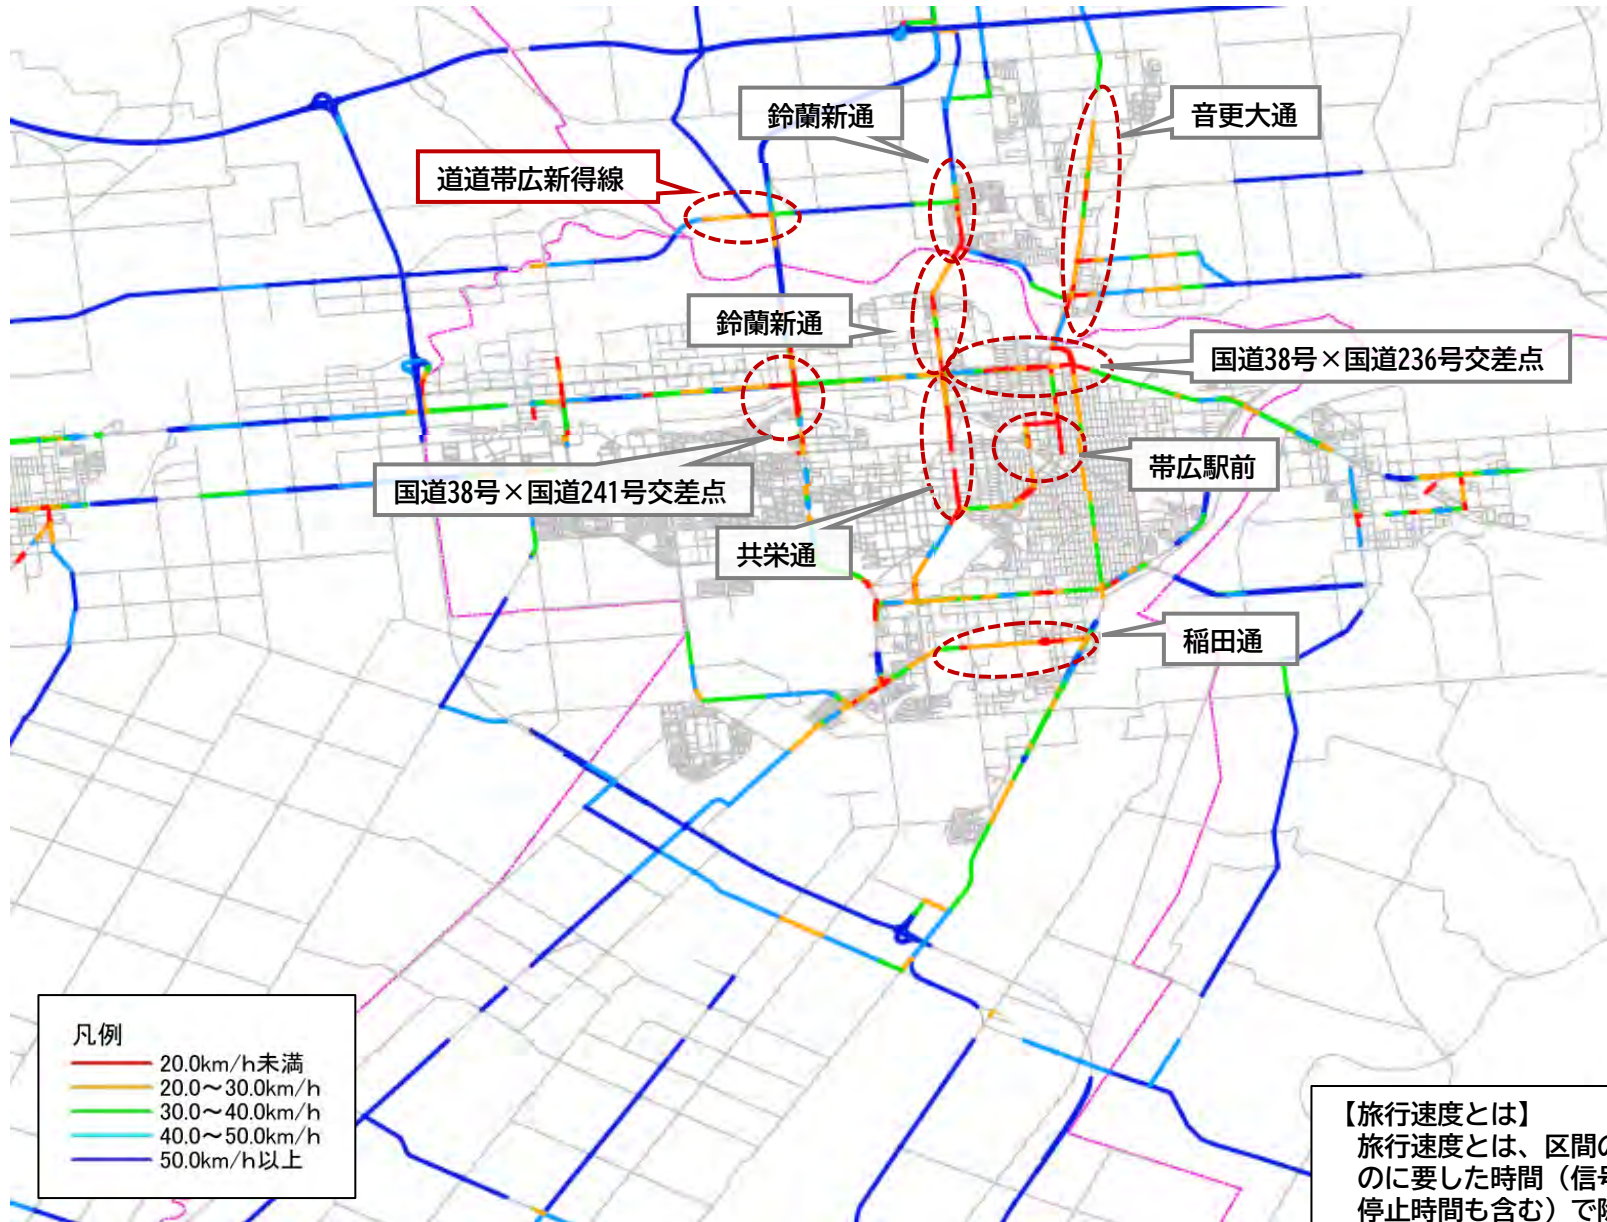 鈴蘭新通
音更大通
道道帯広新得線
鈴蘭新通
国道38号×国道236号交差点
帯広駅前
国道38号×国道241号交差点
共栄通
稲田通
凡例
20.0km/h未満
20.0～30.0km/h
30.0～40.0km/h
40.0～50.0km/h
50.0km/h以上
【旅行速度とは】
旅行速度とは、区間の
のに要した時間（信号
停止時間も含む）で除